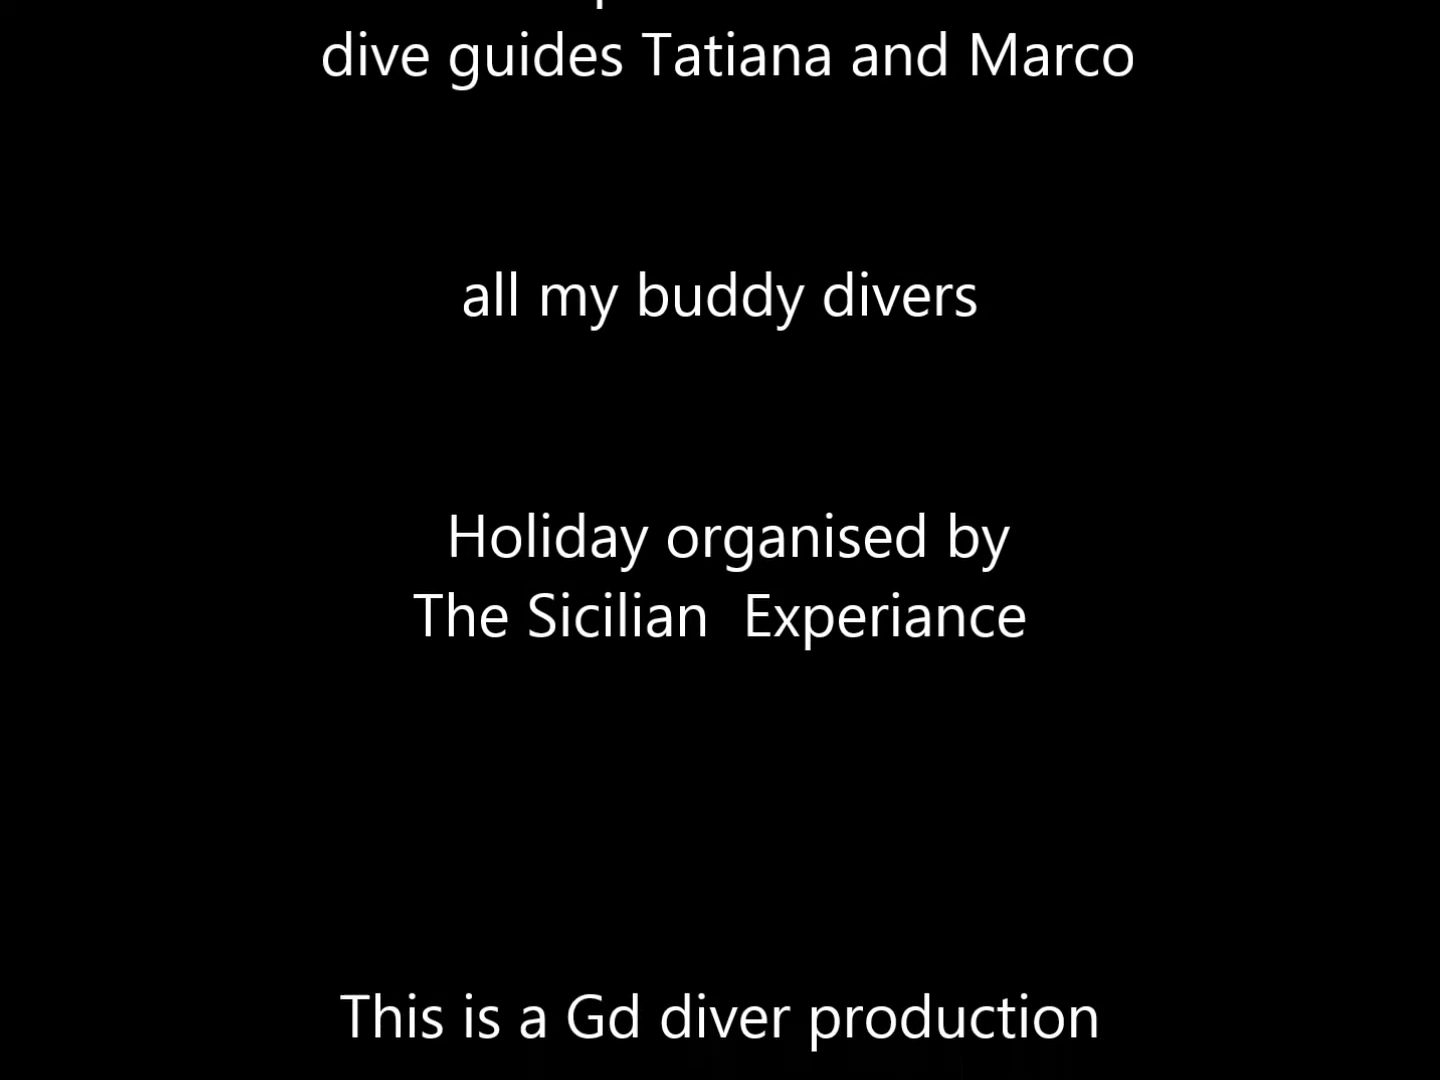 dive guides Tatiana and Marco
all my buddy divers
Holiday organised by
The Sicilian  Experiance
This is a Gd diver production